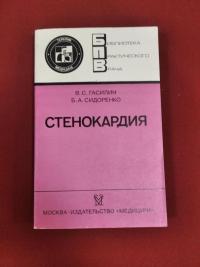 БИБЛИОТЕКА
ПРАКТИЧЕСКОГО
ВРАЧА
В.С. ГАСИЛИН
Б.А. СИДОРЕНКО
СТЕНОКАРДИЯ
МОСКВА·ИЗДАТЕЛЬСТВО «МЕДИЦИНА»